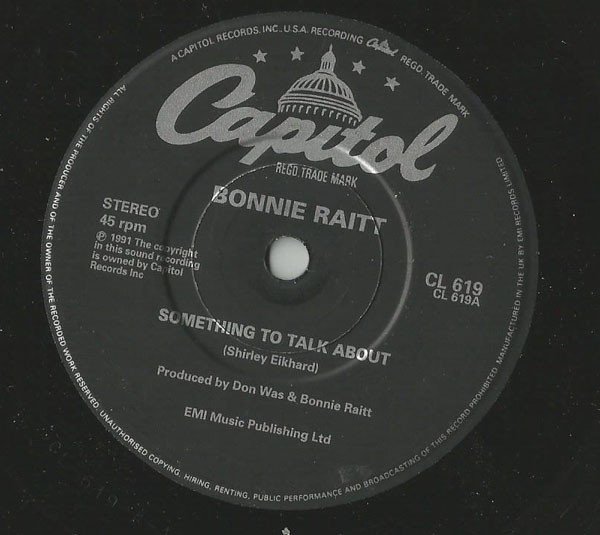 A CAPITOL RECORDS, INC., U.S.A. RECORDING Capitol REGD. TRADE MARK
Capitol
REGD. TRADE MARK
BONNIE RAITT
STEREO
45 rpm
℗ 1991 The copyright
in this sound recording
is owned by Capitol
Records Inc
CL 619
CL 619A
SOMETHING TO TALK ABOUT
(Shirley Eikhard)
Produced by Don Was & Bonnie Raitt
EMI Music Publishing Ltd
ALL RIGHTS OF THE PRODUCER AND OF THE OWNER OF THE RECORDED WORK RESERVED. UNAUTHORISED COPYING, HIRING, RENTING, PUBLIC PERFORMANCE AND BROADCASTING OF THIS RECORD PROHIBITED. MANUFACTURED IN THE UK BY EMI RECORDS LIMITED